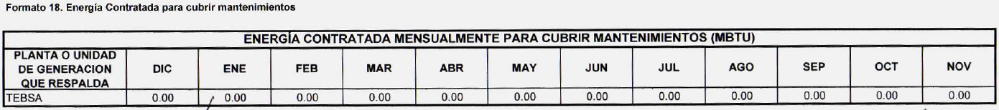 Formato 18. Energía Contratada para cubrir mantenimientos
ENERGÍA CONTRATADA MENSUALMENTE PARA CUBRIR MANTENIMIENTOS (MBTU)
PLANTA O UNIDAD DE GENERACION QUE RESPALDA DIC ENE FEB MAR ABR MAY JUN JUL AGO SEP OCT NOV
TEBSA 0.00 0.00 0.00 0.00 0.00 0.00 0.00 0.00 0.00 0.00 0.00 0.00